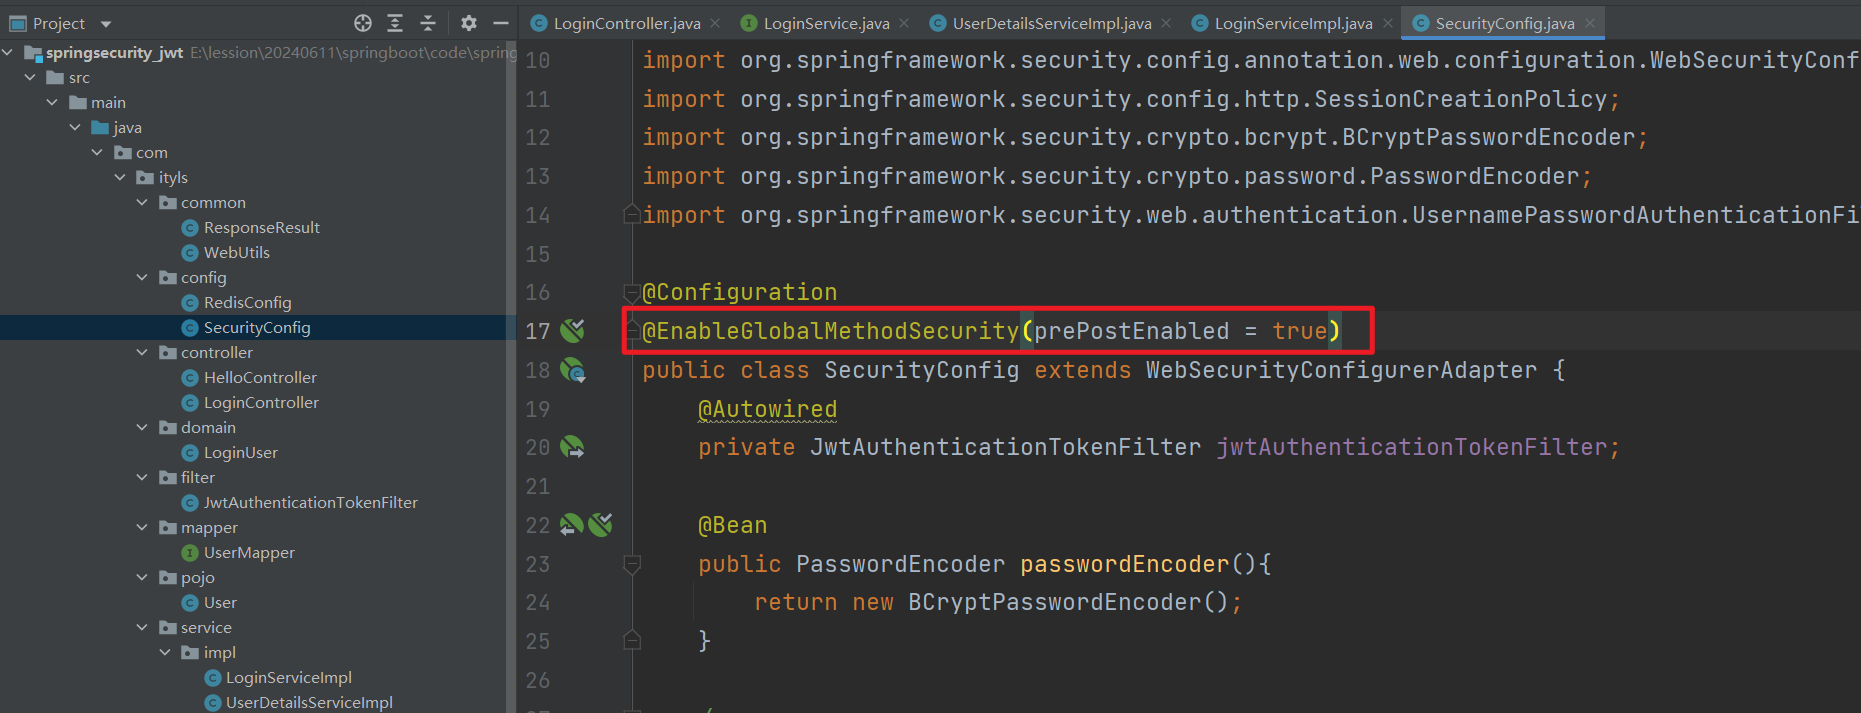 Project
springsecurity_jwt E:\lession\20240611\springboot\code\spring
src
main
java
com
ityls
common
ResponseResult
WebUtils
config
RedisConfig
SecurityConfig
controller
HelloController
LoginController
domain
LoginUser
filter
JwtAuthenticationTokenFilter
mapper
UserMapper
pojo
User
service
impl
LoginServiceImpl
UserDetailsServiceImpl
LoginController.java LoginService.java UserDetailsServiceImpl.java LoginServiceImpl.java SecurityConfig.java
10 import org.springframework.security.config.annotation.web.configuration.WebSecurityConf
11 import org.springframework.security.config.http.SessionCreationPolicy;
12 import org.springframework.security.crypto.bcrypt.BCryptPasswordEncoder;
13 import org.springframework.security.crypto.password.PasswordEncoder;
14 import org.springframework.security.web.authentication.UsernamePasswordAuthenticationFil
15
16 @Configuration
17 @EnableGlobalMethodSecurity(prePostEnabled = true)
18 public class SecurityConfig extends WebSecurityConfigurerAdapter {
19 @Autowired
20 private JwtAuthenticationTokenFilter jwtAuthenticationTokenFilter;
21
22 @Bean
23 public PasswordEncoder passwordEncoder(){
24 return new BCryptPasswordEncoder();
25 }
26